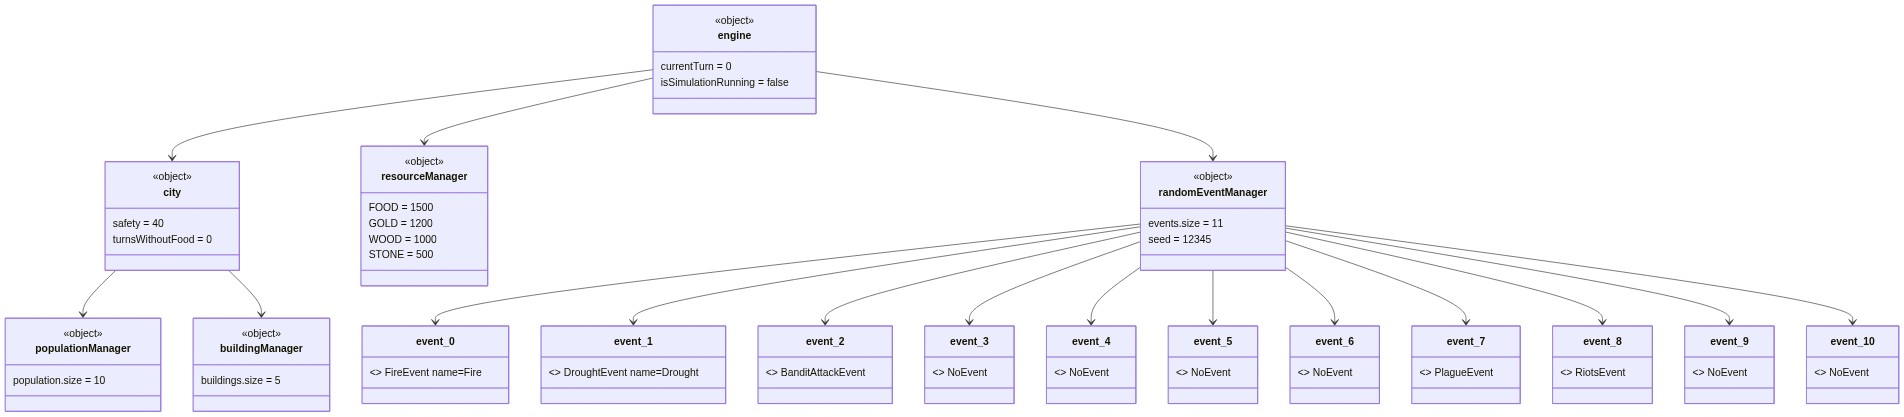 «object»
engine
currentTurn = 0
isSimulationRunning = false
«object»
city
safety = 40
turnsWithoutFood = 0
«object»
resourceManager
FOOD = 1500
GOLD = 1200
WOOD = 1000
STONE = 500
«object»
randomEventManager
events.size = 11
seed = 12345
«object»
populationManager
population.size = 10
«object»
buildingManager
buildings.size = 5
event_0
<> FireEvent name=Fire
event_1
<> DroughtEvent name=Drought
event_2
<> BanditAttackEvent
event_3
<> NoEvent
event_4
<> NoEvent
event_5
<> NoEvent
event_6
<> NoEvent
event_7
<> PlagueEvent
event_8
<> RiotsEvent
event_9
<> NoEvent
event_10
<> NoEvent